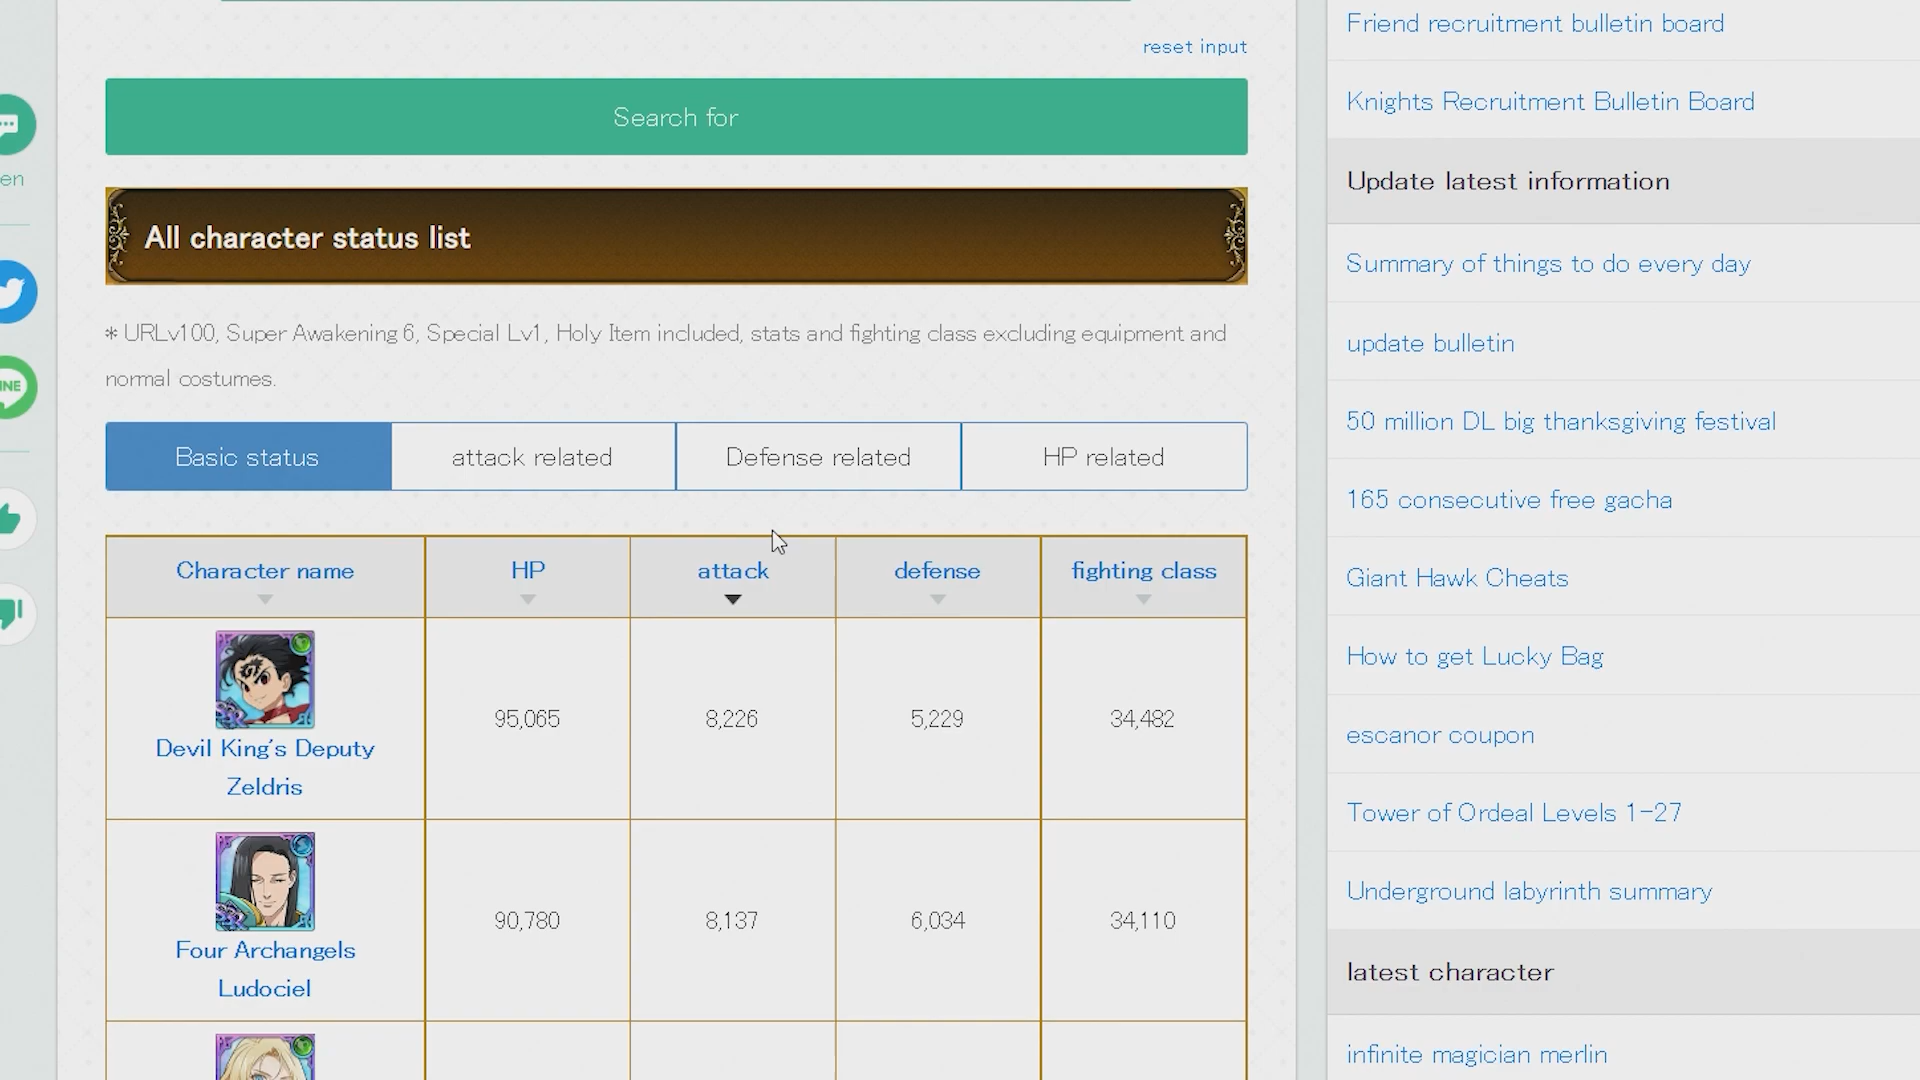 reset input
Search for
en
All character status list
* URLv100, Super Awakening 6, Special Lv1, Holy Item included, stats and fighting class excluding equipment and
normal costumes.
Basic status
attack related
Defense related
HP related
Character name
HP
attack
defense
fighting class
Devil King's Deputy
Zeldris
95,065
8,226
5,229
34,482
Four Archangels
Ludociel
90,780
8,137
6,034
34,110
Friend recruitment bulletin board
Knights Recruitment Bulletin Board
Update latest information
Summary of things to do every day
update bulletin
50 million DL big thanksgiving festival
165 consecutive free gacha
Giant Hawk Cheats
How to get Lucky Bag
escanor coupon
Tower of Ordeal Levels 1-27
Underground labyrinth summary
latest character
infinite magician merlin